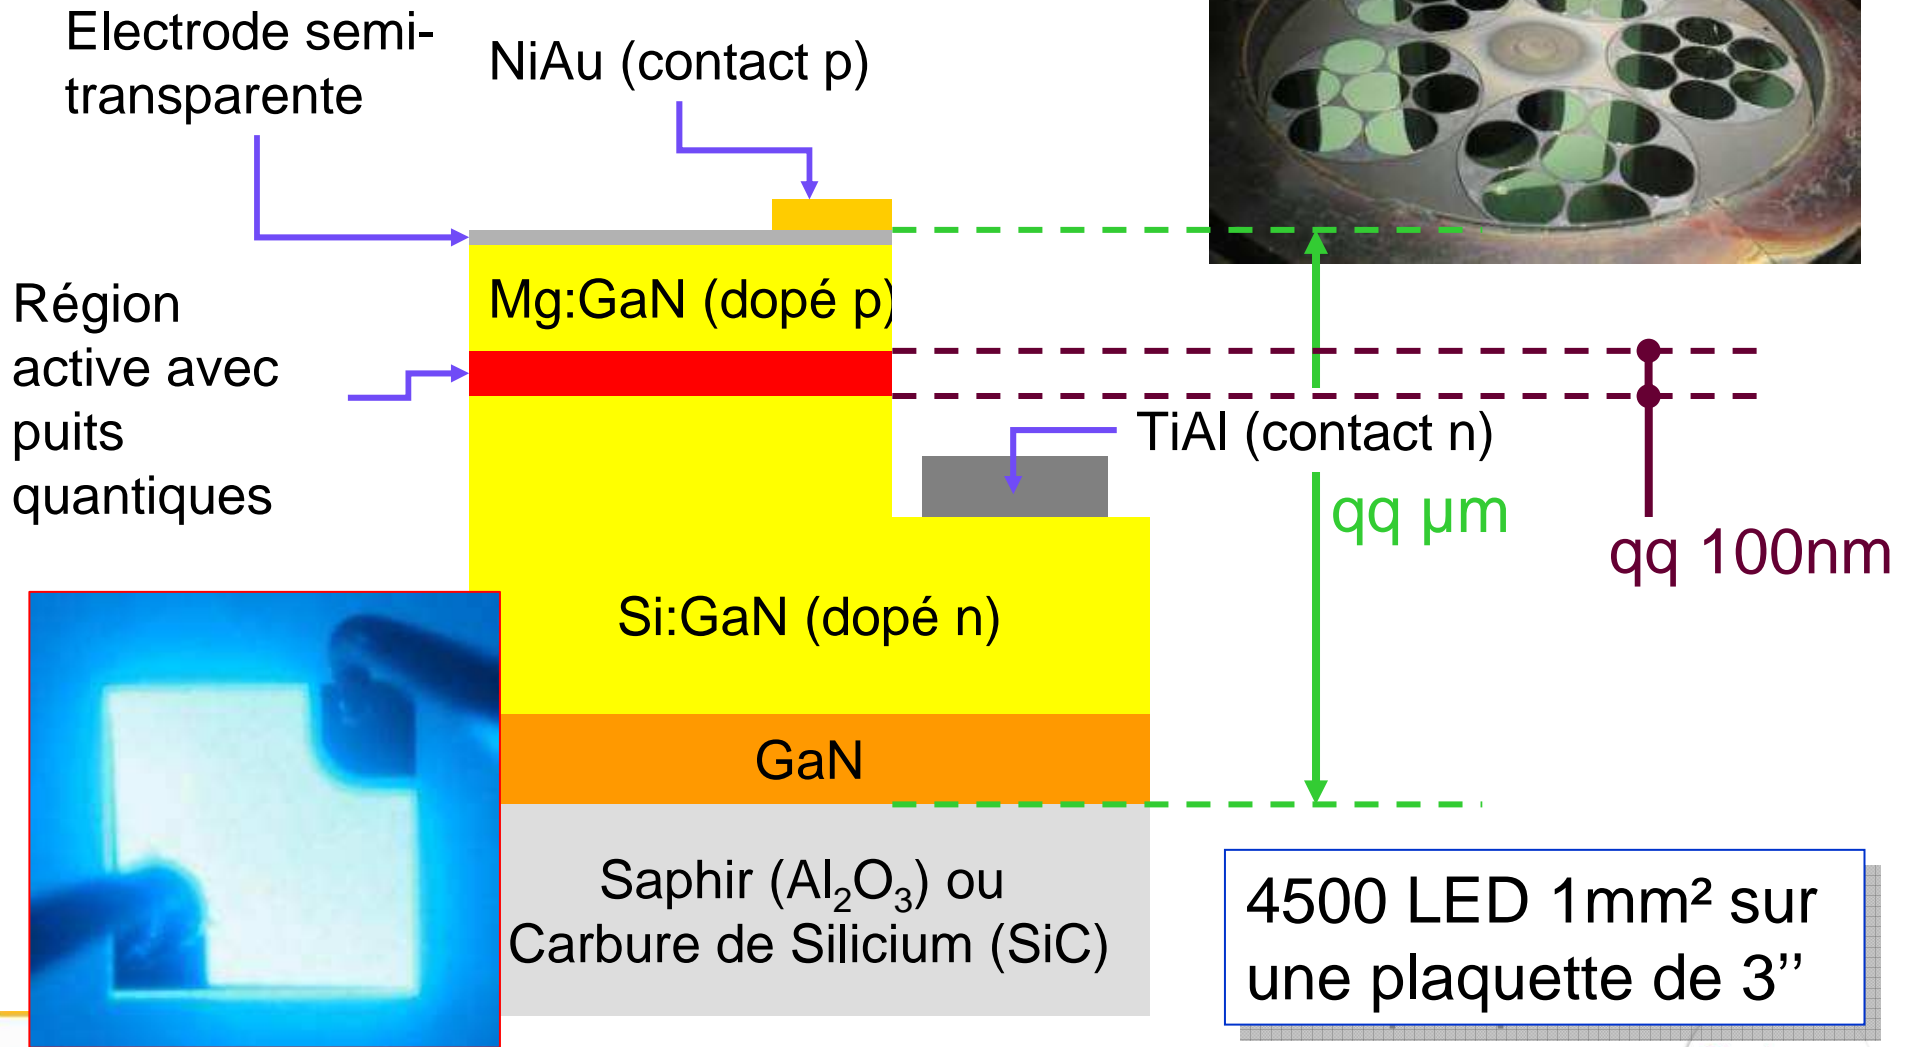 Electrode semi-
transparente
NiAu (contact p)
Mg:GaN (dopé p)
Région
active avec
puits
quantiques
TiAl (contact n)
qq µm
qq 100nm
Si:GaN (dopé n)
GaN
Saphir (Al₂O₃) ou
Carbure de Silicium (SiC)
4500 LED 1mm² sur
une plaquette de 3’’